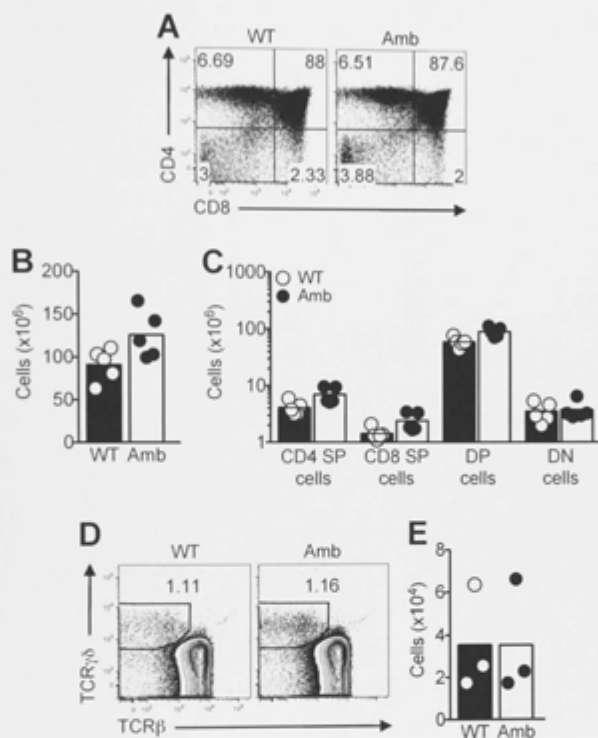 A
WT
Amb
6.69
88
6.51
87.6
3
2.33
3.88
2
CD4
CD8
B
Cells (x10⁶)
200
150
100
50
0
WT Amb
C
WT
Amb
Cells (x10⁶)
1000
100
10
1
CD4 SP cells
CD8 SP cells
DP cells
DN cells
D
WT
Amb
1.11
1.16
TCRγδ
TCRβ
E
Cells (x10⁴)
8
6
4
2
0
WT Amb